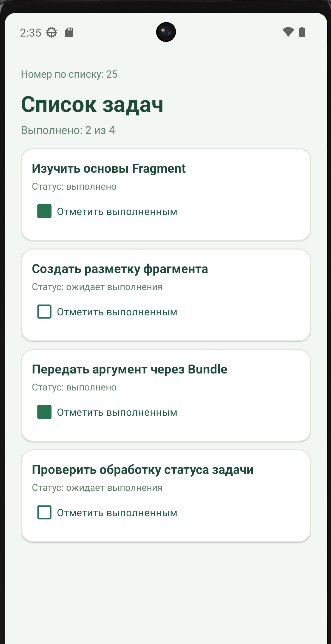 2:35
Номер по списку: 25
Список задач
Выполнено: 2 из 4
Изучить основы Fragment
Статус: выполнено
Отметить выполненным
Создать разметку фрагмента
Статус: ожидает выполнения
Отметить выполненным
Передать аргумент через Bundle
Статус: выполнено
Отметить выполненным
Проверить обработку статуса задачи
Статус: ожидает выполнения
Отметить выполненным